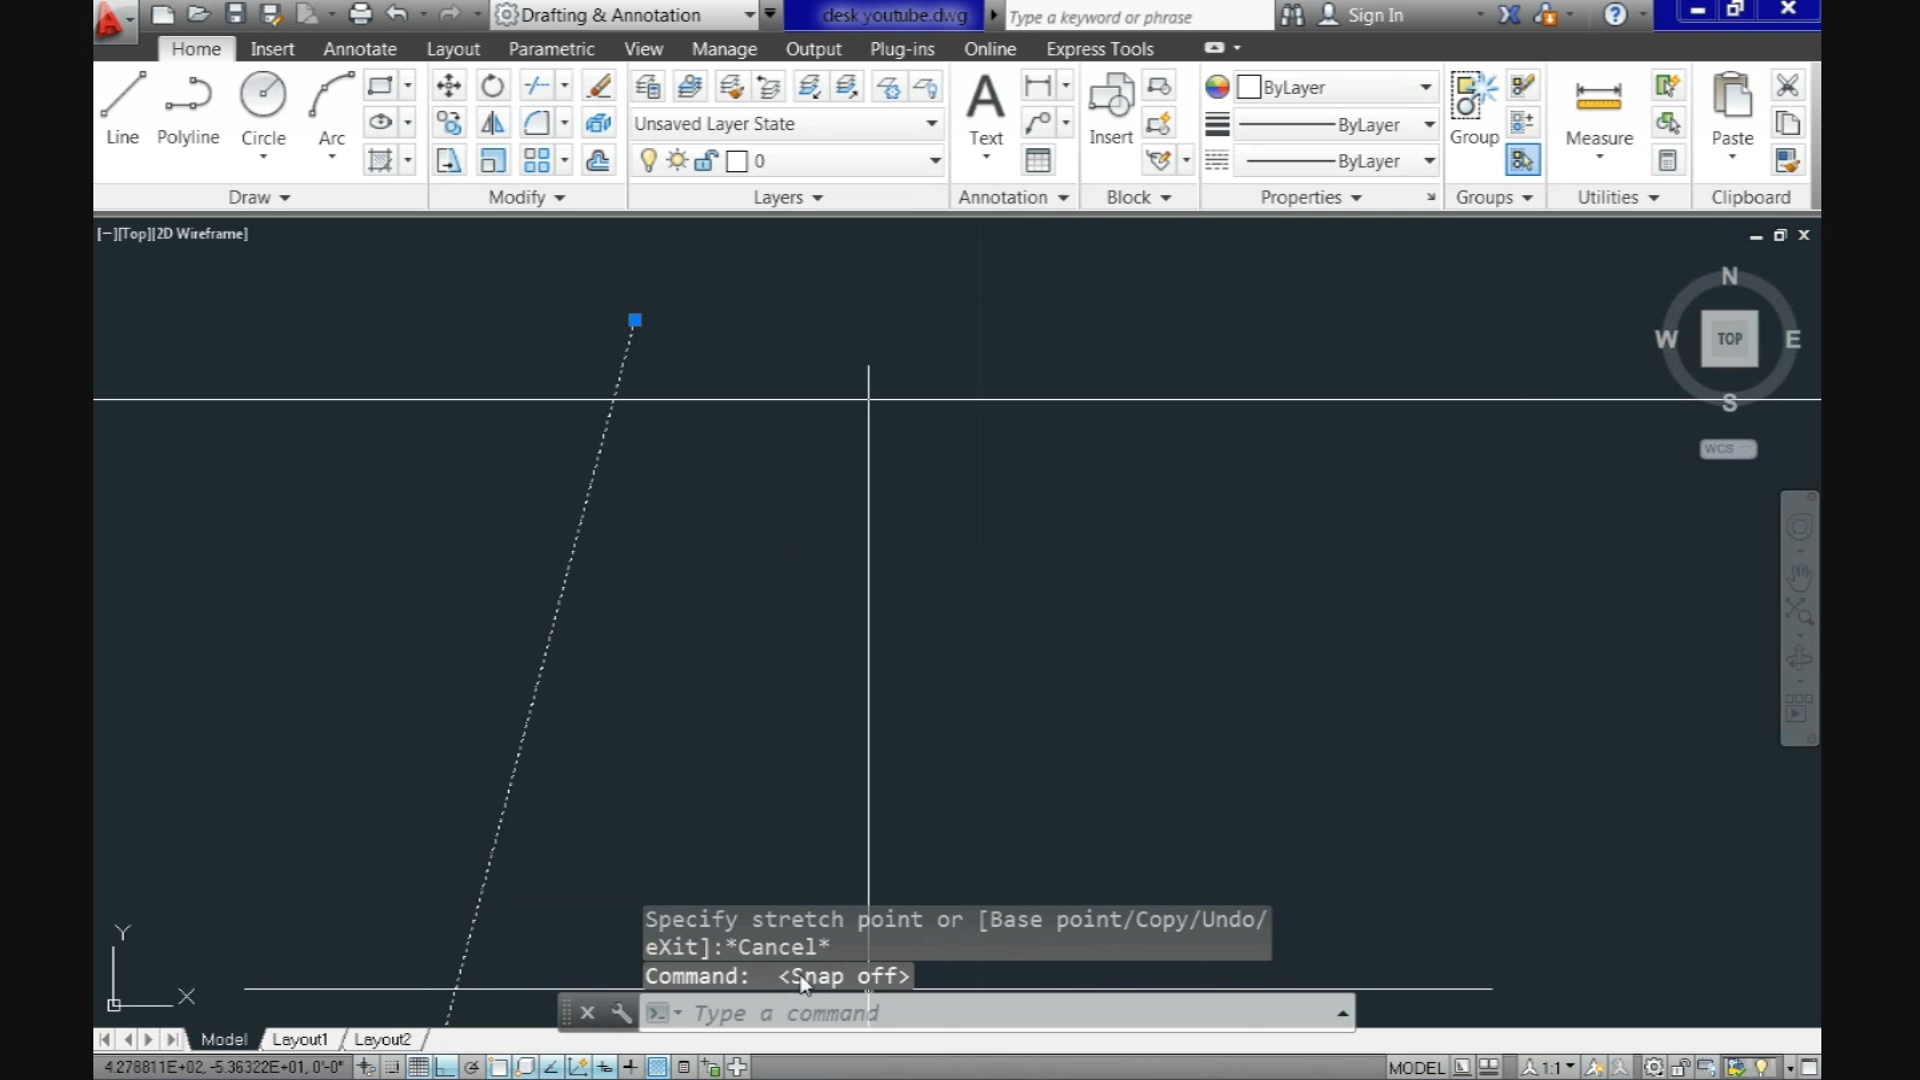 Drafting & Annotation
desk youtube.dwg
Type a keyword or phrase
Sign In
Home
Insert
Annotate
Layout
Parametric
View
Manage
Output
Plug-ins
Online
Express Tools
Line
Polyline
Circle
Arc
Draw
Modify
Unsaved Layer State
0
Layers
A
Text
Annotation
Insert
Block
ByLayer
ByLayer
ByLayer
Properties
Group
Groups
Measure
Utilities
Paste
Clipboard
[−][Top][2D Wireframe]
N
W
TOP
E
S
WCS
Y
X
Specify stretch point or [Base point/Copy/Undo/
eXit]:*Cancel*
Command:  <Snap off>
Type a command
Model
Layout1
Layout2
4.278811E+02, -5.36322E+01, 0'-0"
MODEL
1:1